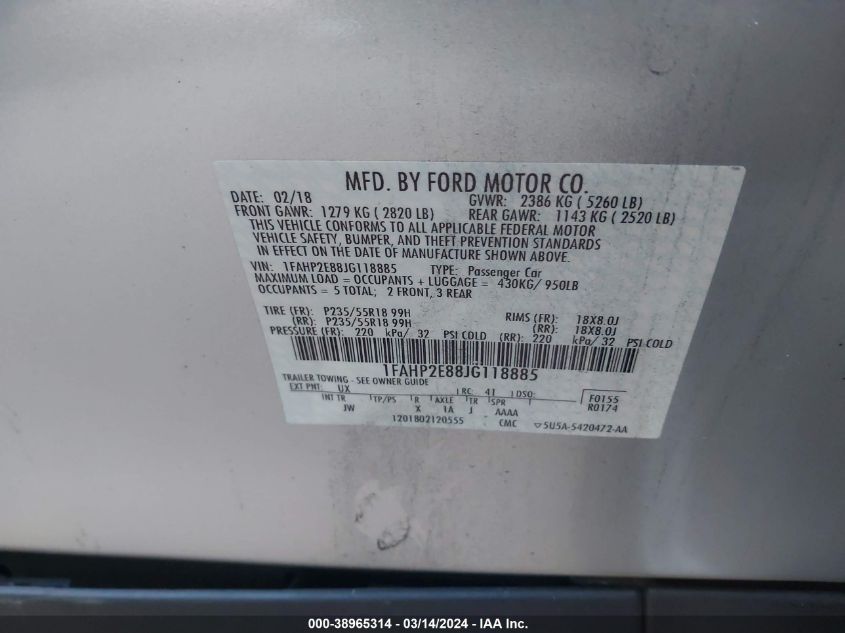 MFD. BY FORD MOTOR CO.
DATE: 02/18 GVWR: 2386 KG ( 5260 LB)
FRONT GAWR: 1279 KG ( 2820 LB) REAR GAWR: 1143 KG ( 2520 LB)
THIS VEHICLE CONFORMS TO ALL APPLICABLE FEDERAL MOTOR
VEHICLE SAFETY, BUMPER, AND THEFT PREVENTION STANDARDS
IN EFFECT ON THE DATE OF MANUFACTURE SHOWN ABOVE.
VIN: 1FAHP2E88JG118885 TYPE: Passenger Car
MAXIMUM LOAD = OCCUPANTS + LUGGAGE = 430KG/ 950LB
OCCUPANTS = 5 TOTAL; 2 FRONT, 3 REAR
TIRE (FR): P235/55R18 99H RIMS (FR): 18X8.0J
(RR): P235/55R18 99H (RR): 18X8.0J
PRESSURE (FR): 220 kPa/ 32 PSI COLD (RR): 220 kPa/ 32 PSI COLD
1FAHP2E88JG118885
TRAILER TOWING - SEE OWNER GUIDE
EXT PNT: UX RC: 41 DSO: F0155
INT TR TP/PS R AXLE TR SPR R0174
JW X 1A J AAAA
1201802120555 CMC ▽5U5A-5420472-AA
000-38965314 - 03/14/2024 - IAA Inc.